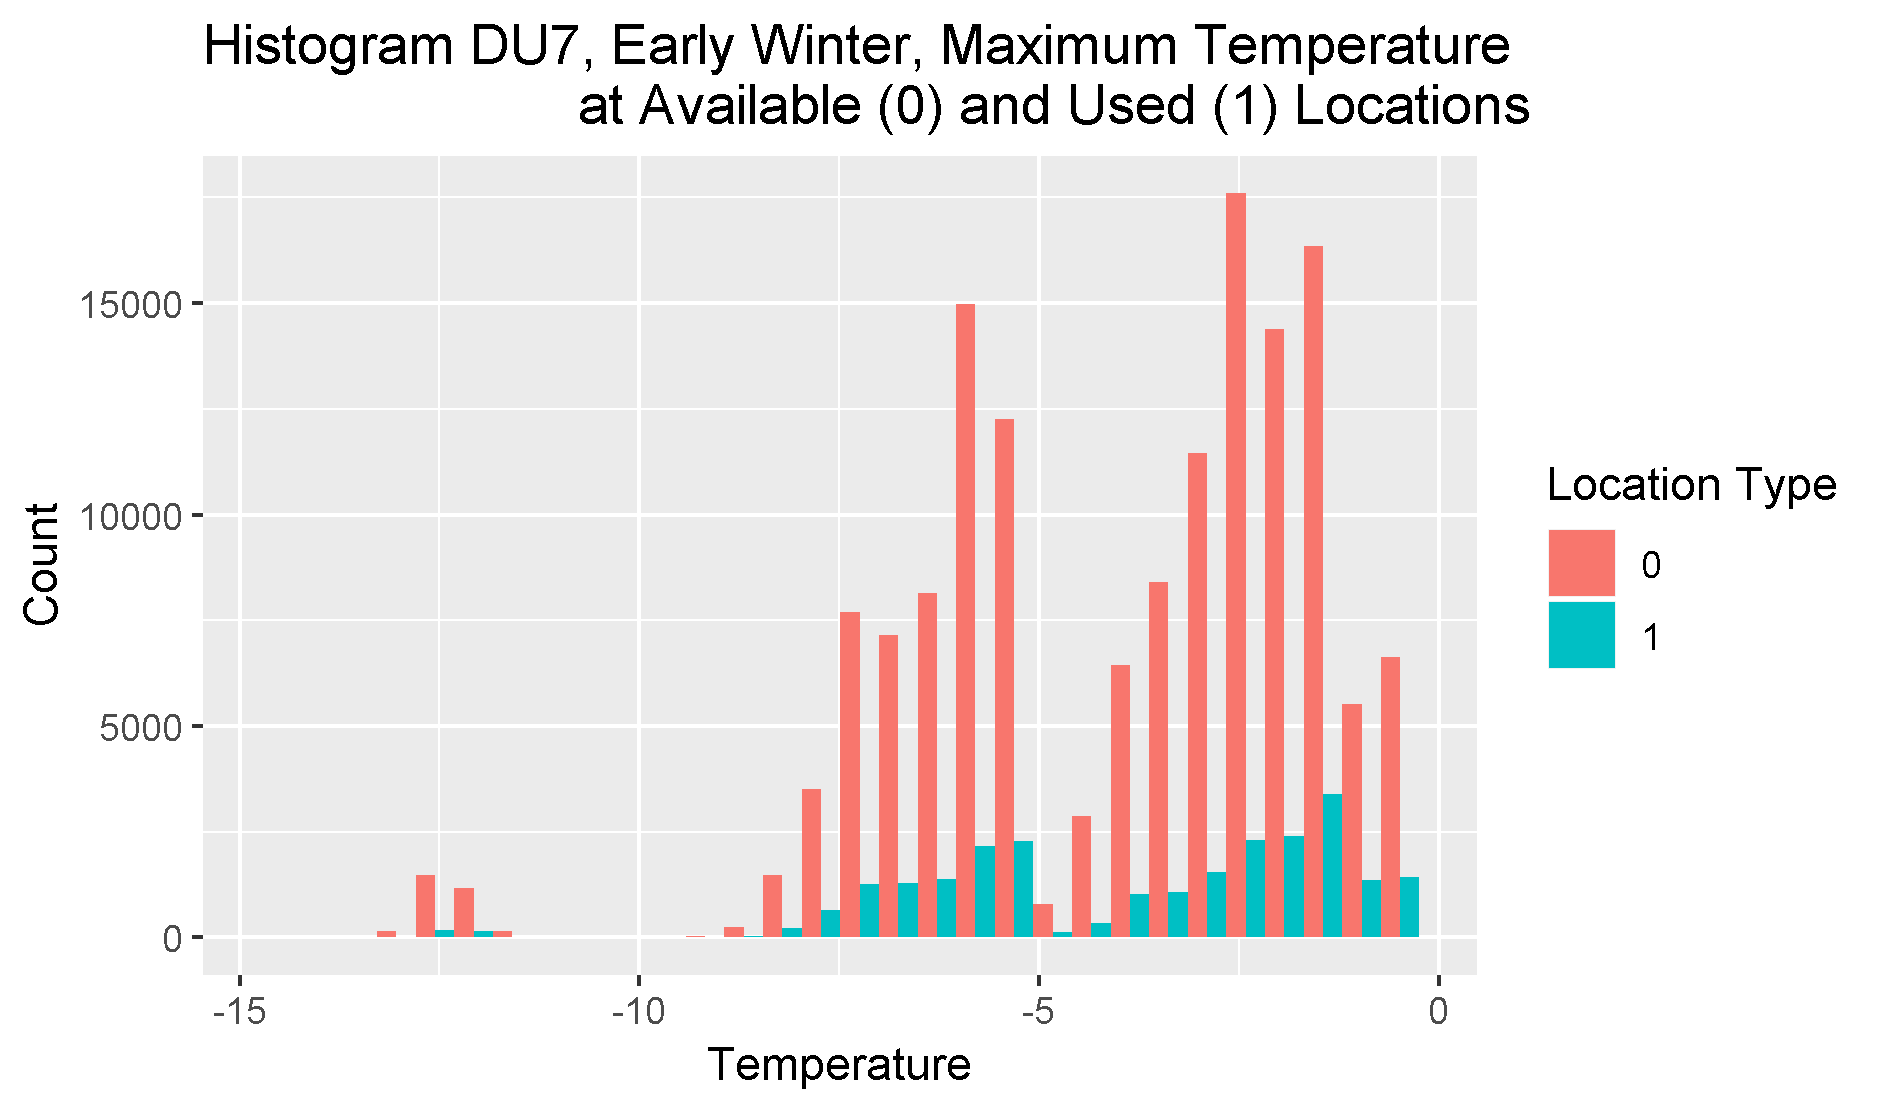 Histogram DU7, Early Winter, Maximum Temperature
at Available (0) and Used (1) Locations
Count
15000
10000
5000
0
-15
-10
-5
0
Temperature
Location Type
0
1